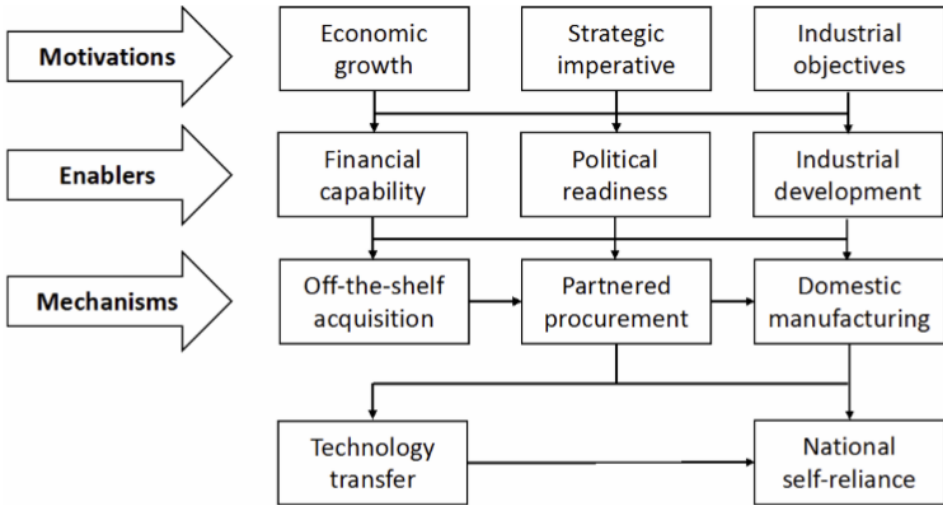 Motivations
Economic
growth
Strategic
imperative
Industrial
objectives
Enablers
Financial
capability
Political
readiness
Industrial
development
Mechanisms
Off-the-shelf
acquisition
Partnered
procurement
Domestic
manufacturing
Technology
transfer
National
self-reliance